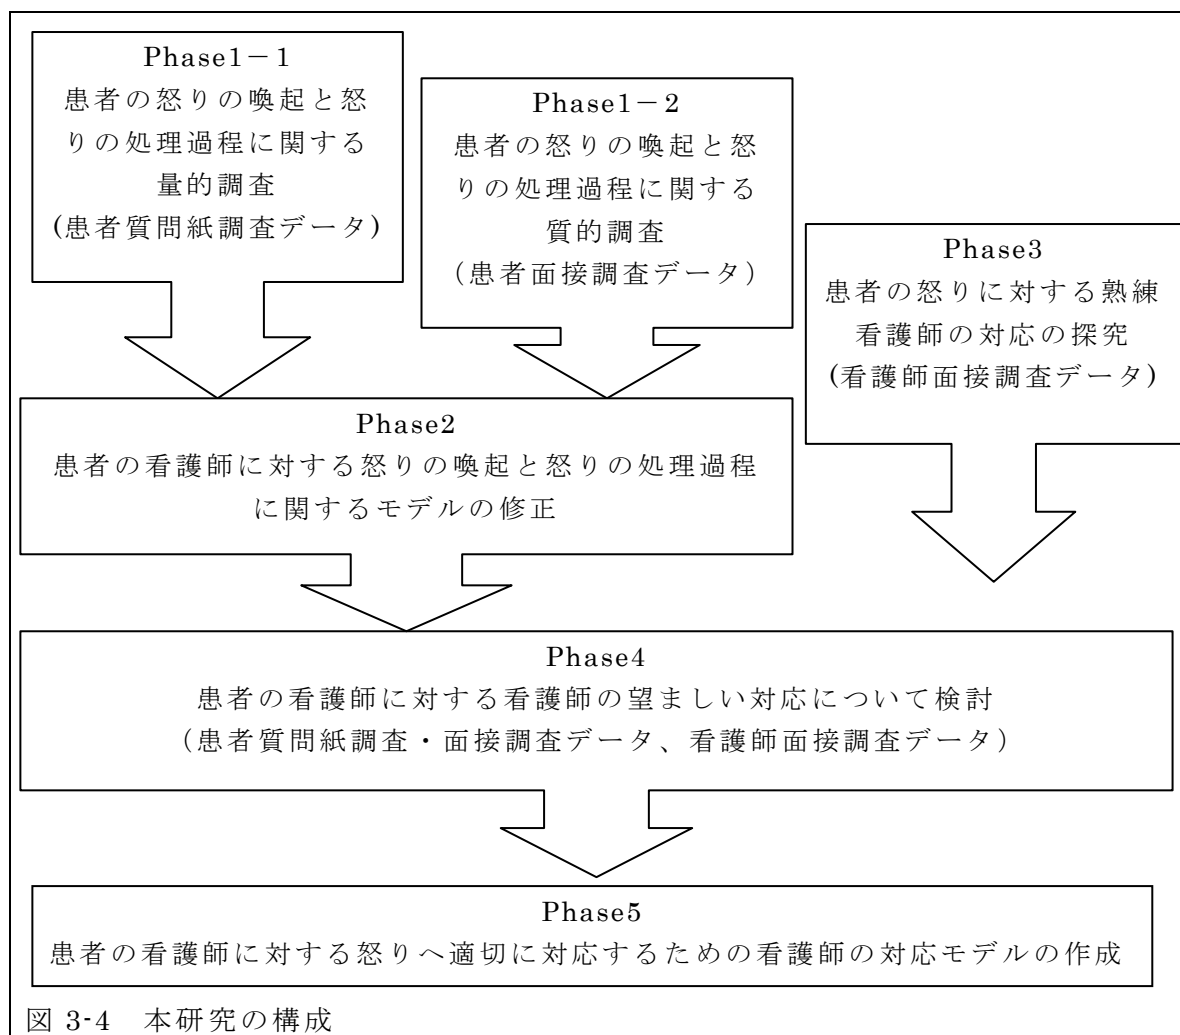 Phase1－1
患者の怒りの喚起と怒
りの処理過程に関する
量的調査
(患者質問紙調査データ)
Phase1－2
患者の怒りの喚起と怒
りの処理過程に関する
質的調査
（患者面接調査データ）
Phase3
患者の怒りに対する熟練
看護師の対応の探究
(看護師面接調査データ)
Phase2
患者の看護師に対する怒りの喚起と怒りの処理過程
に関するモデルの修正
Phase4
患者の看護師に対する看護師の望ましい対応について検討
（患者質問紙調査・面接調査データ、看護師面接調査データ）
Phase5
患者の看護師に対する怒りへ適切に対応するための看護師の対応モデルの作成
図 3-4　本研究の構成